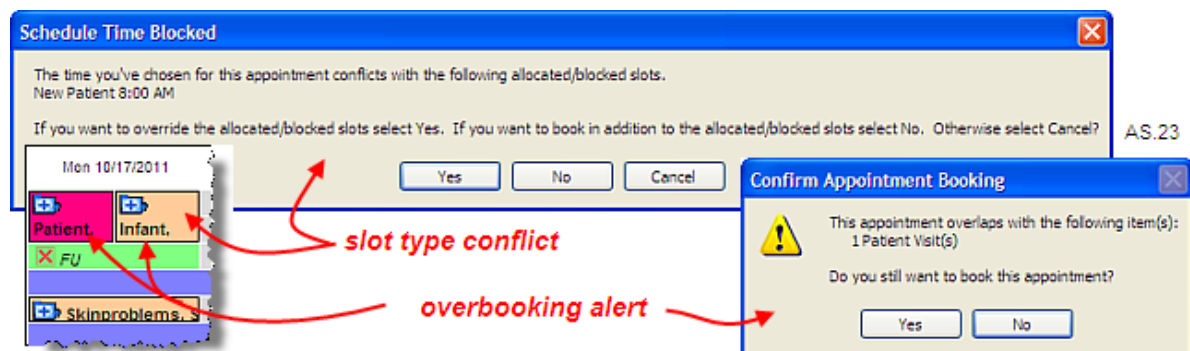 Schedule Time Blocked
The time you've chosen for this appointment conflicts with the following allocated/blocked slots.
New Patient 8:00 AM
If you want to override the allocated/blocked slots select Yes. If you want to book in addition to the allocated/blocked slots select No. Otherwise select Cancel?
Yes No Cancel
AS.23
Mon 10/17/2011
Patient, Infant,
FU
Skinproblems, S
slot type conflict
overbooking alert
Confirm Appointment Booking
This appointment overlaps with the following item(s):
1 Patient Visit(s)
Do you still want to book this appointment?
Yes No